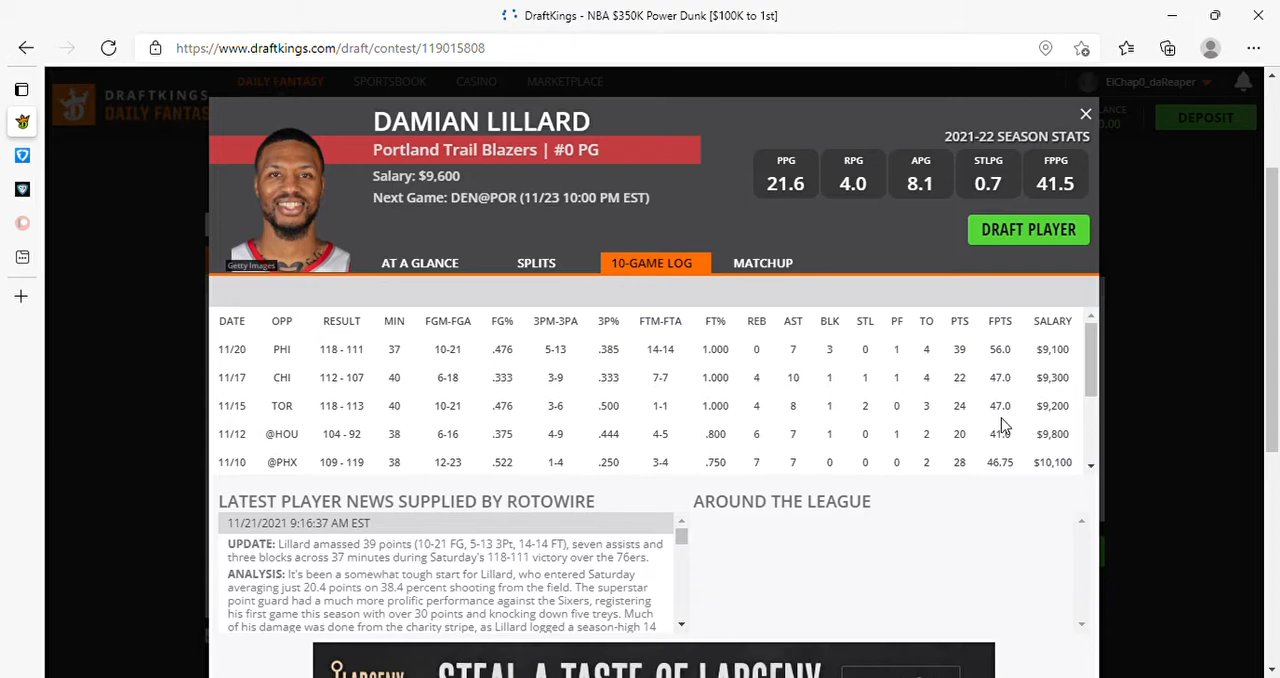 DraftKings - NBA $350K Power Dunk [$100K to 1st]
https://www.draftkings.com/draft/contest/119015808
DRAFTKINGS
DAILY FANTAS
DAILY FANTASY SPORTSBOOK CASINO MARKETPLACE
ElChap0_daReaper
LANCE
0.00
DEPOSIT
DAMIAN LILLARD
Portland Trail Blazers | #0 PG
Salary: $9,600
Next Game: DEN@POR (11/23 10:00 PM EST)
Getty Images
2021-22 SEASON STATS
PPG RPG APG STLPG FPPG
21.6 4.0 8.1 0.7 41.5
DRAFT PLAYER
AT A GLANCE SPLITS 10-GAME LOG MATCHUP
DATE OPP RESULT MIN FGM-FGA FG% 3PM-3PA 3P% FTM-FTA FT% REB AST BLK STL PF TO PTS FPTS SALARY
11/20 PHI 118 - 111 37 10-21 .476 5-13 .385 14-14 1.000 0 7 3 0 1 4 39 56.0 $9,100
11/17 CHI 112 - 107 40 6-18 .333 3-9 .333 7-7 1.000 4 10 1 1 1 4 22 47.0 $9,300
11/15 TOR 118 - 113 40 10-21 .476 3-6 .500 1-1 1.000 4 8 1 2 0 3 24 47.0 $9,200
11/12 @HOU 104 - 92 38 6-16 .375 4-9 .444 4-5 .800 6 7 1 0 1 2 20 $9,800
11/10 @PHX 109 - 119 38 12-23 .522 1-4 .250 3-4 .750 7 7 0 0 0 2 28 46.75 $10,100
LATEST PLAYER NEWS SUPPLIED BY ROTOWIRE
11/21/2021 9:16:37 AM EST
UPDATE: Lillard amassed 39 points (10-21 FG, 5-13 3Pt, 14-14 FT), seven assists and
three blocks across 37 minutes during Saturday's 118-111 victory over the 76ers.
ANALYSIS: It's been a somewhat tough start for Lillard, who entered Saturday
averaging just 20.4 points on 38.4 percent shooting from the field. The superstar
point guard had a much more prolific performance against the Sixers, registering
his first game this season with over 30 points and knocking down five treys. Much
of his damage was done from the charity stripe, as Lillard logged a season-high 14
AROUND THE LEAGUE
STEAL A TASTE OF LARCENY